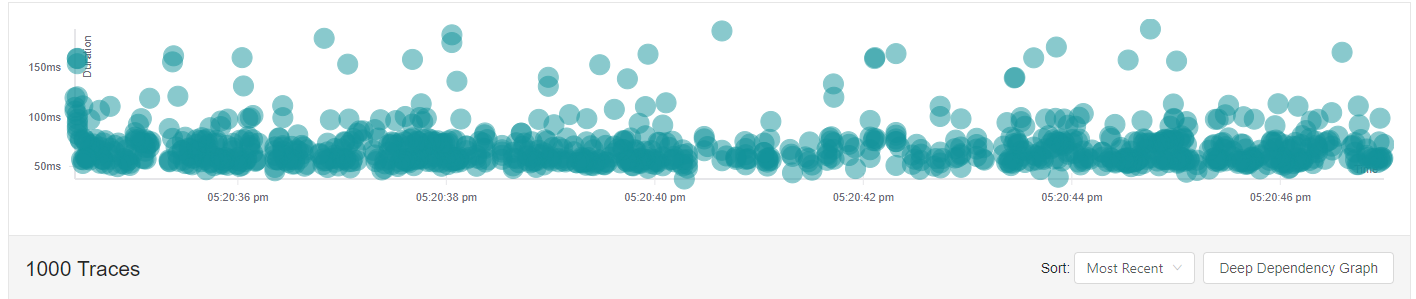 Duration
150ms
100ms
50ms
05:20:36 pm
05:20:38 pm
05:20:40 pm
05:20:42 pm
05:20:44 pm
05:20:46 pm
1000 Traces
Sort: Most Recent
Deep Dependency Graph